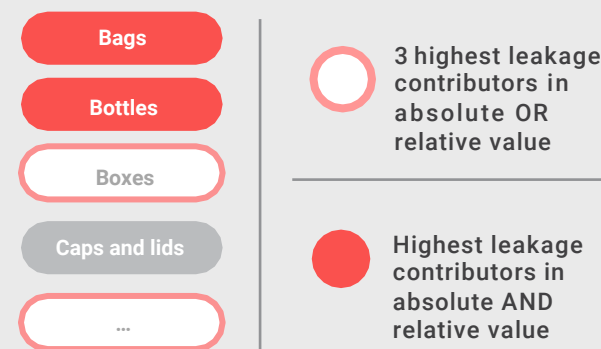 Bags
Bottles
Boxes
Caps and lids
...
3 highest leakage
contributors in
absolute OR
relative value
Highest leakage
contributors in
absolute AND
relative value